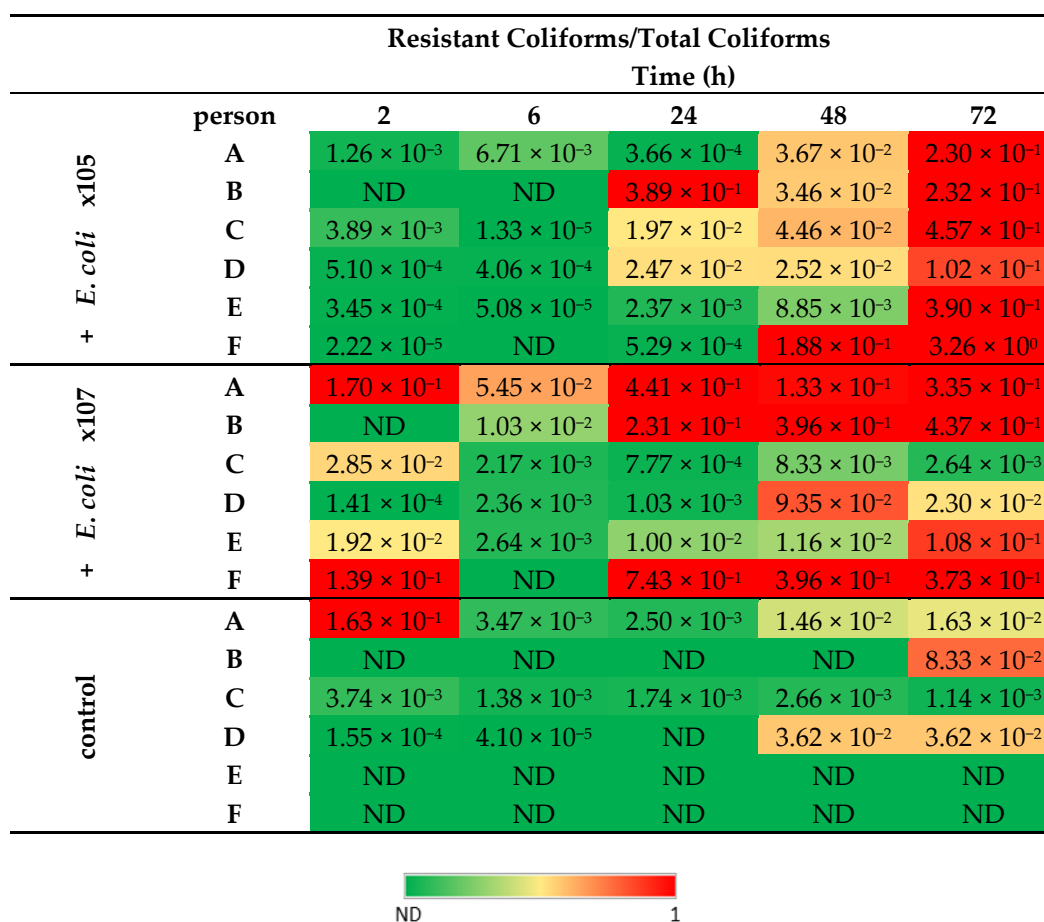 Resistant Coliforms/Total Coliforms
Time (h)
person 2 6 24 48 72
+ E. coli x105
A 1.26 × 10⁻³ 6.71 × 10⁻³ 3.66 × 10⁻⁴ 3.67 × 10⁻² 2.30 × 10⁻¹
B ND ND 3.89 × 10⁻¹ 3.46 × 10⁻² 2.32 × 10⁻¹
C 3.89 × 10⁻³ 1.33 × 10⁻⁵ 1.97 × 10⁻² 4.46 × 10⁻² 4.57 × 10⁻¹
D 5.10 × 10⁻⁴ 4.06 × 10⁻⁴ 2.47 × 10⁻² 2.52 × 10⁻² 1.02 × 10⁻¹
E 3.45 × 10⁻⁴ 5.08 × 10⁻⁵ 2.37 × 10⁻³ 8.85 × 10⁻³ 3.90 × 10⁻¹
F 2.22 × 10⁻⁵ ND 5.29 × 10⁻⁴ 1.88 × 10⁻¹ 3.26 × 10⁰
+ E. coli x107
A 1.70 × 10⁻¹ 5.45 × 10⁻² 4.41 × 10⁻¹ 1.33 × 10⁻¹ 3.35 × 10⁻¹
B ND 1.03 × 10⁻² 2.31 × 10⁻¹ 3.96 × 10⁻¹ 4.37 × 10⁻¹
C 2.85 × 10⁻² 2.17 × 10⁻³ 7.77 × 10⁻⁴ 8.33 × 10⁻³ 2.64 × 10⁻³
D 1.41 × 10⁻⁴ 2.36 × 10⁻³ 1.03 × 10⁻³ 9.35 × 10⁻² 2.30 × 10⁻²
E 1.92 × 10⁻² 2.64 × 10⁻³ 1.00 × 10⁻² 1.16 × 10⁻² 1.08 × 10⁻¹
F 1.39 × 10⁻¹ ND 7.43 × 10⁻¹ 3.96 × 10⁻¹ 3.73 × 10⁻¹
control
A 1.63 × 10⁻¹ 3.47 × 10⁻³ 2.50 × 10⁻³ 1.46 × 10⁻² 1.63 × 10⁻²
B ND ND ND ND 8.33 × 10⁻²
C 3.74 × 10⁻³ 1.38 × 10⁻³ 1.74 × 10⁻³ 2.66 × 10⁻³ 1.14 × 10⁻³
D 1.55 × 10⁻⁴ 4.10 × 10⁻⁵ ND 3.62 × 10⁻² 3.62 × 10⁻²
E ND ND ND ND ND
F ND ND ND ND ND
ND 1